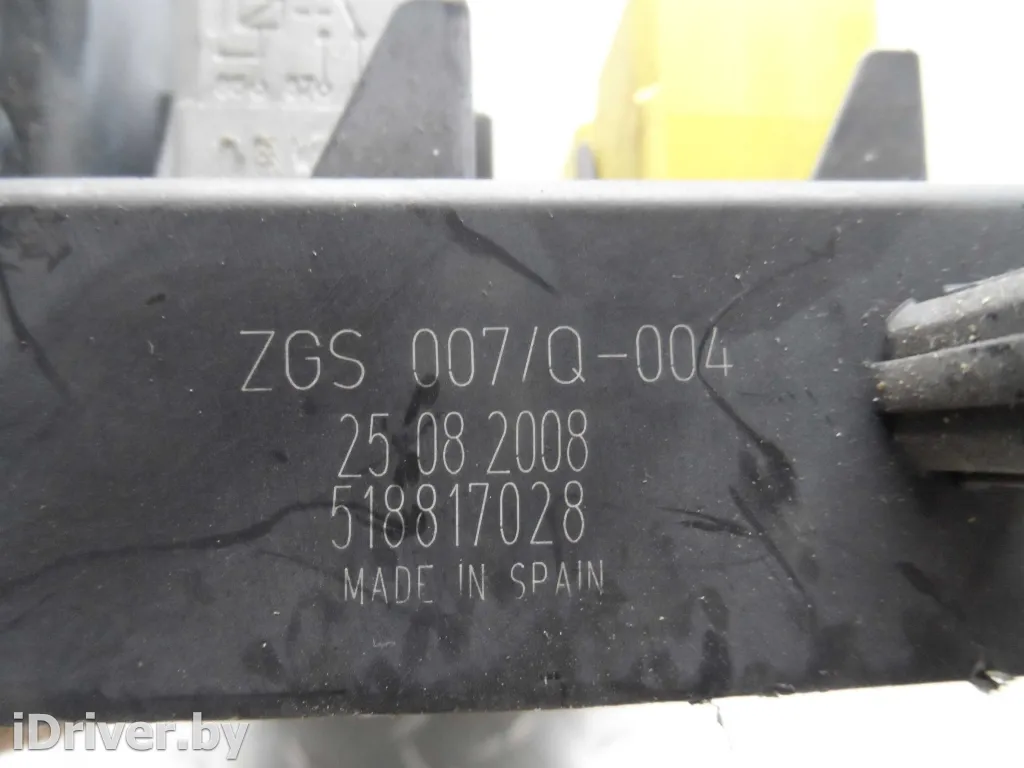 ZGS 007/Q-004
25.08.2008
518817028
MADE IN SPAIN
iDriver.by